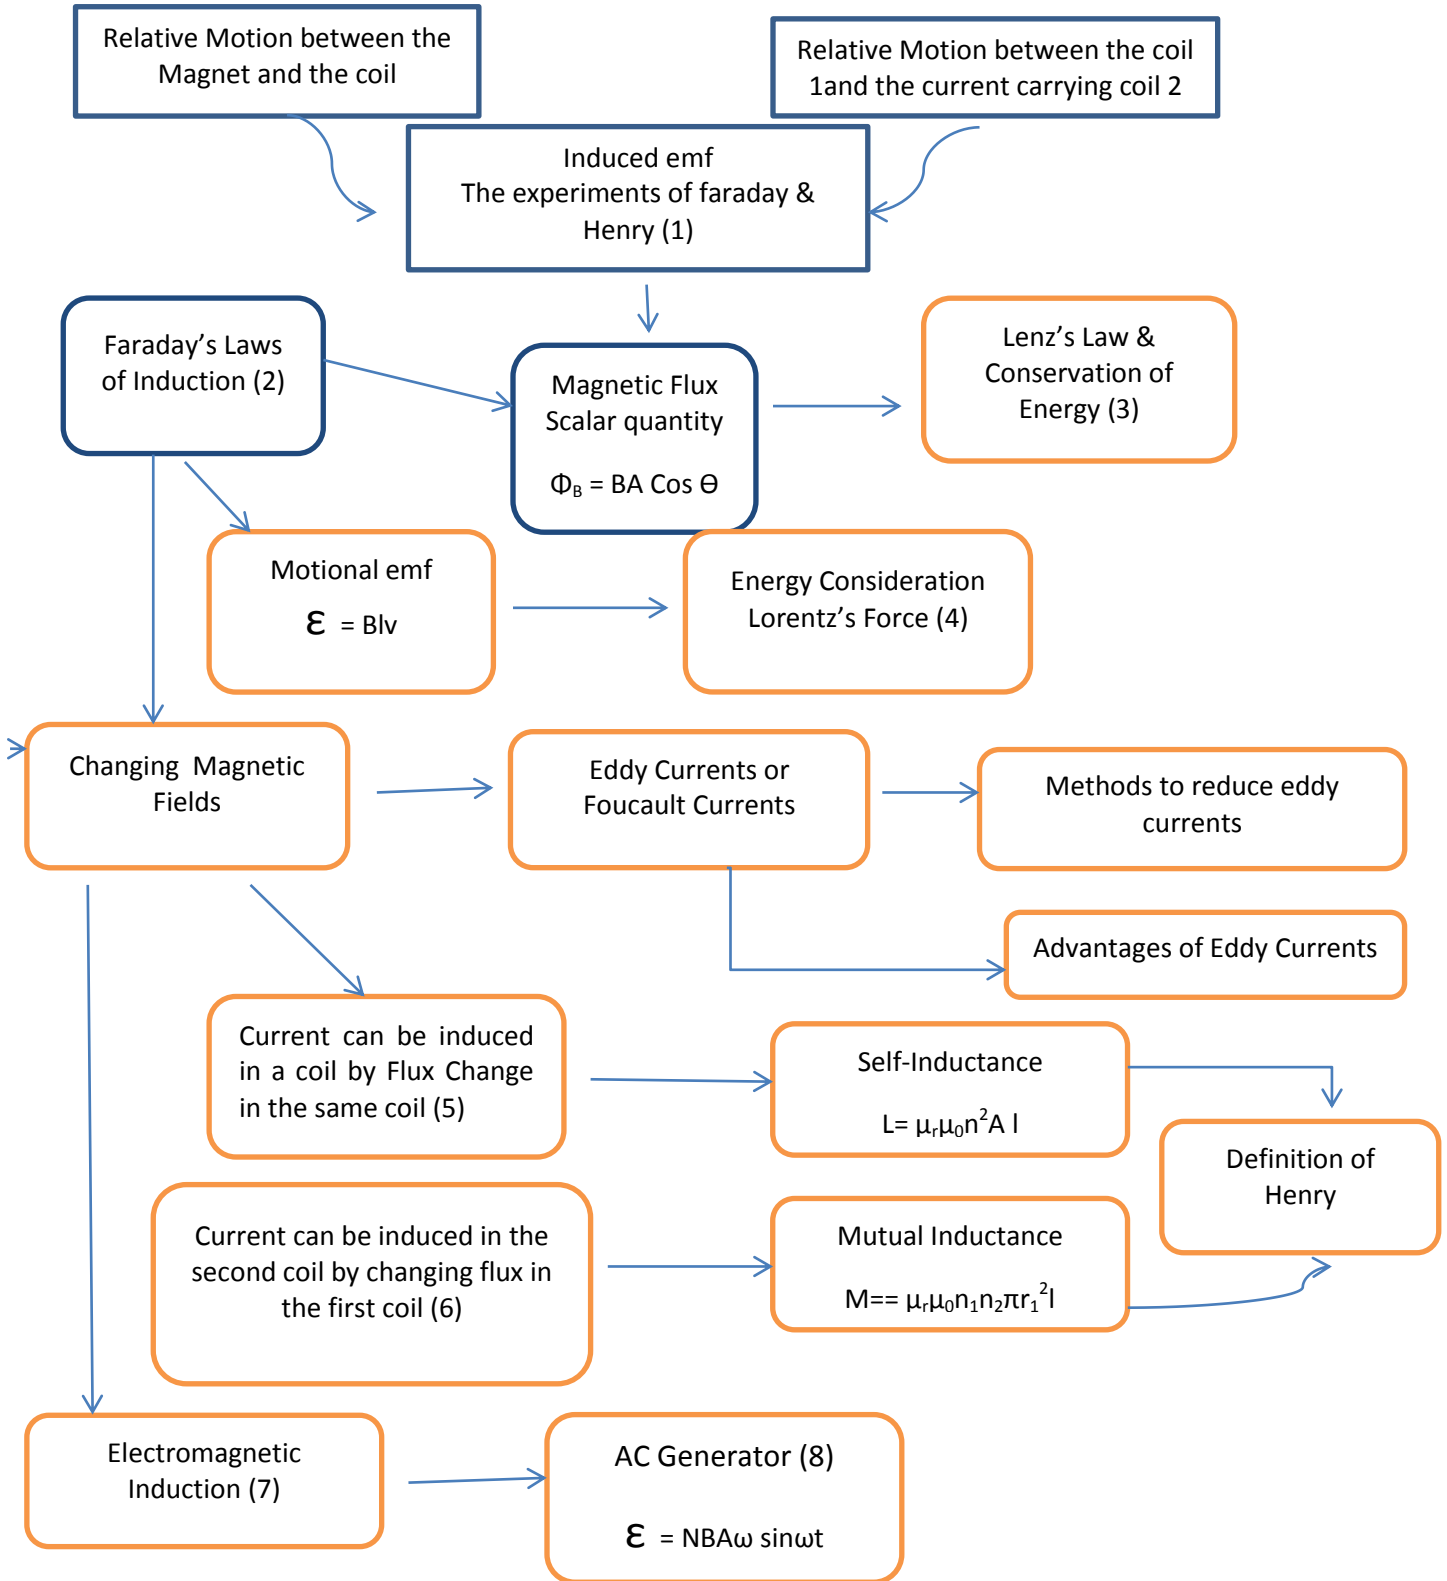 Relative Motion between the
Magnet and the coil
Relative Motion between the coil
1and the current carrying coil 2
Induced emf
The experiments of faraday &
Henry (1)
Faraday’s Laws
of Induction (2)
Magnetic Flux
Scalar quantity
Φ_B = BA Cos Ɵ
Lenz’s Law &
Conservation of
Energy (3)
Motional emf
ε = Blv
Energy Consideration
Lorentz’s Force (4)
Changing Magnetic
Fields
Eddy Currents or
Foucault Currents
Methods to reduce eddy
currents
Advantages of Eddy Currents
Current can be induced
in a coil by Flux Change
in the same coil (5)
Self-Inductance
L= μᵣμ₀n²A l
Definition of
Henry
Current can be induced in the
second coil by changing flux in
the first coil (6)
Mutual Inductance
M== μᵣμ₀n₁n₂πr₁²l
Electromagnetic
Induction (7)
AC Generator (8)
ε = NBAω sinωt